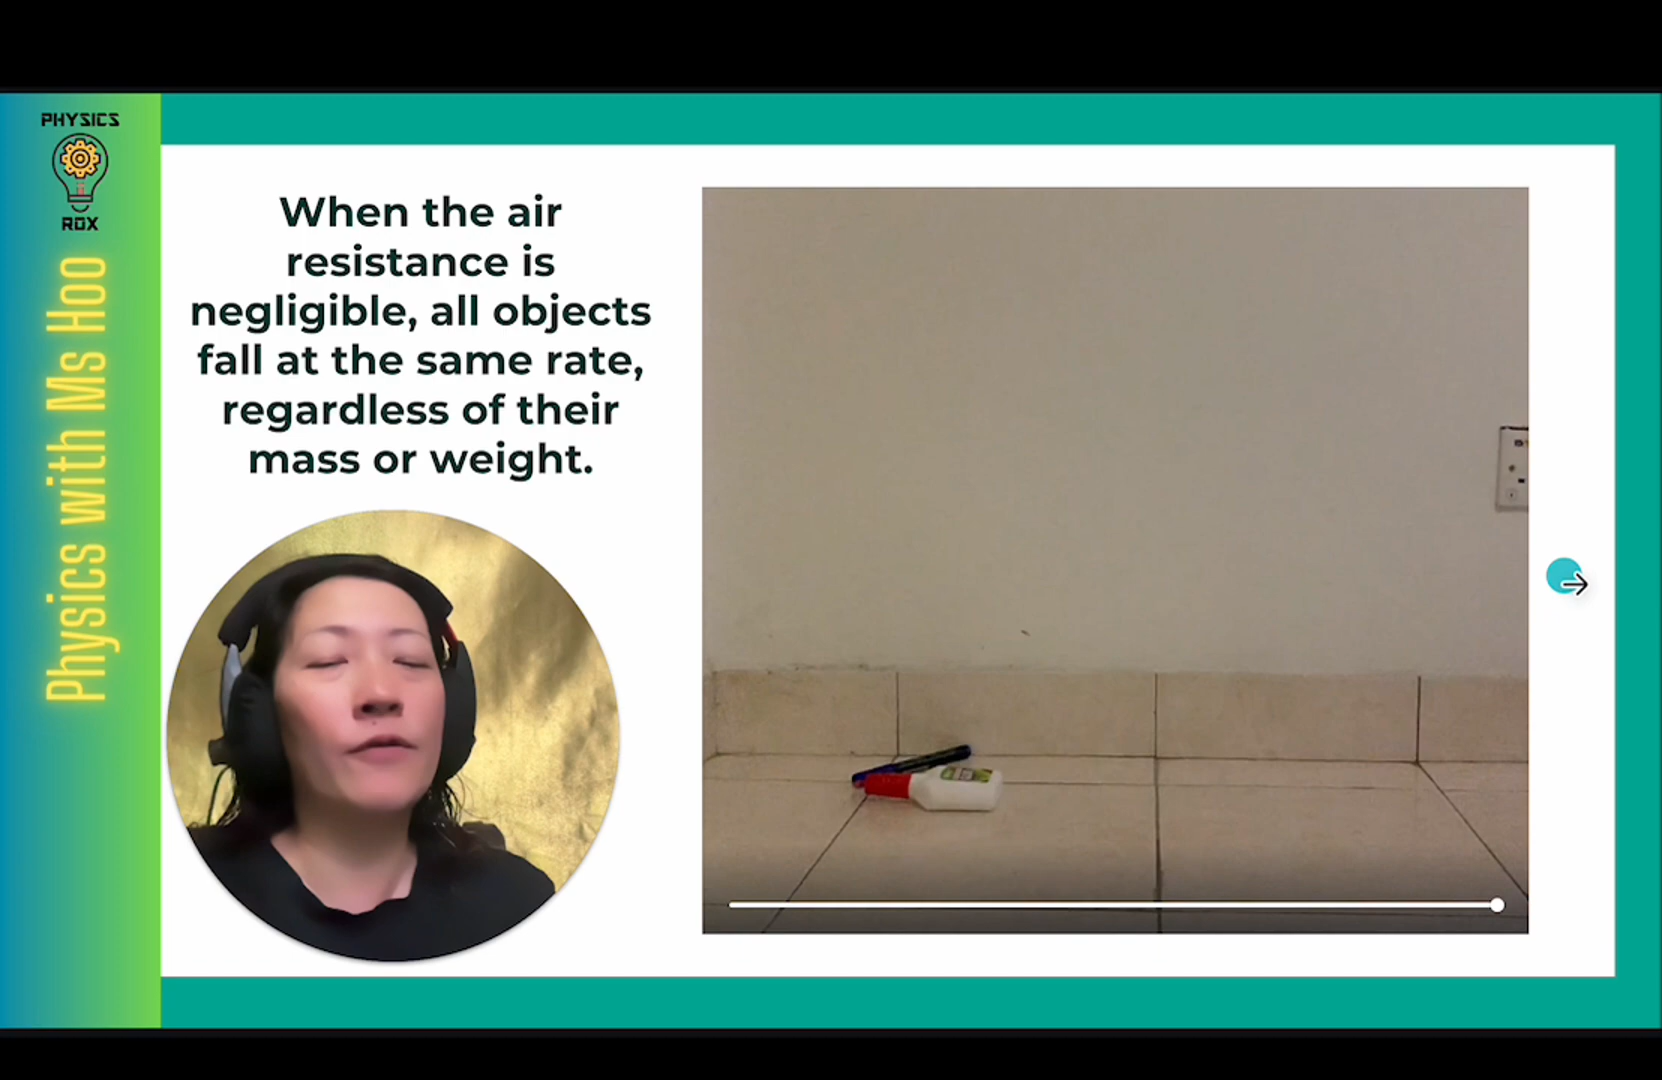 PHYSICS
ROX
Physics with Ms Hoo
When the air
resistance is
negligible, all objects
fall at the same rate,
regardless of their
mass or weight.